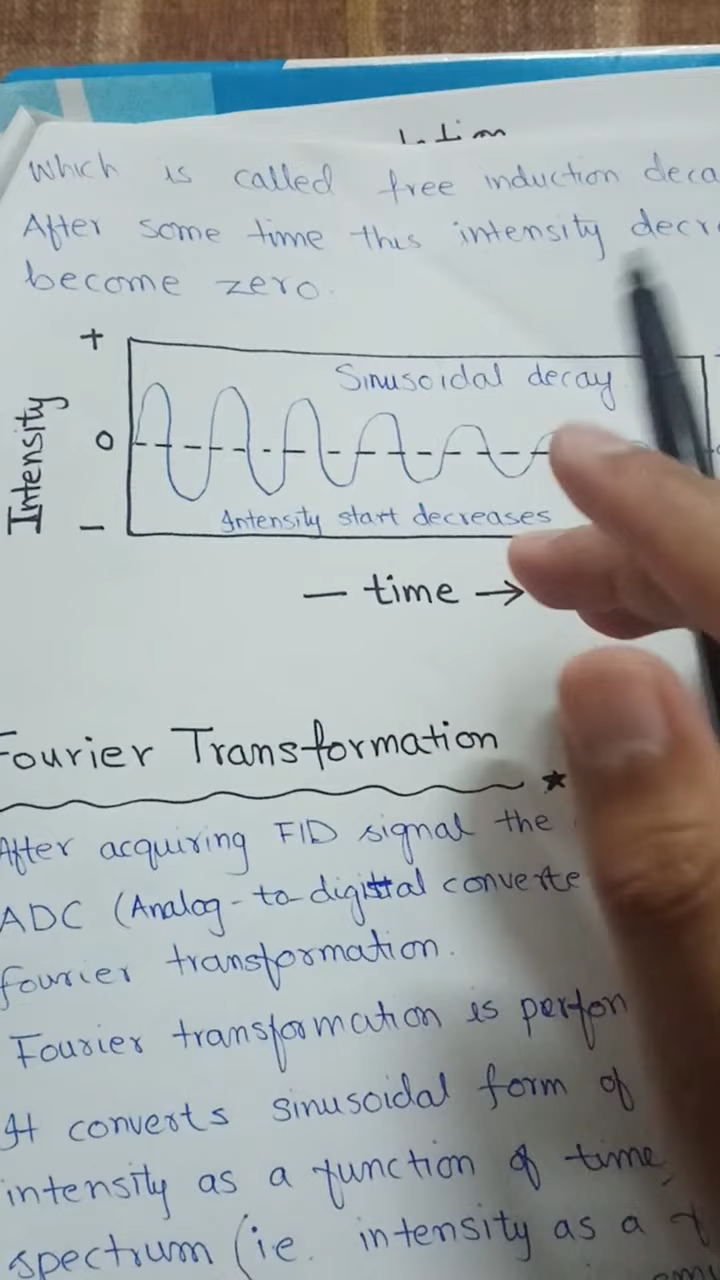 Which is called free induction deca
After some time this intensity decre
become zero.
+
Sinusoidal decay
Intensity
0
Intensity start decreases
–
— time →
Fourier Transformation
After acquiring FID signal the
ADC (Analog-to-digital converte
fourier transformation.
Fourier transformation is perfon
It converts sinusoidal form of
intensity as a function of time,
spectrum (ie. intensity as a